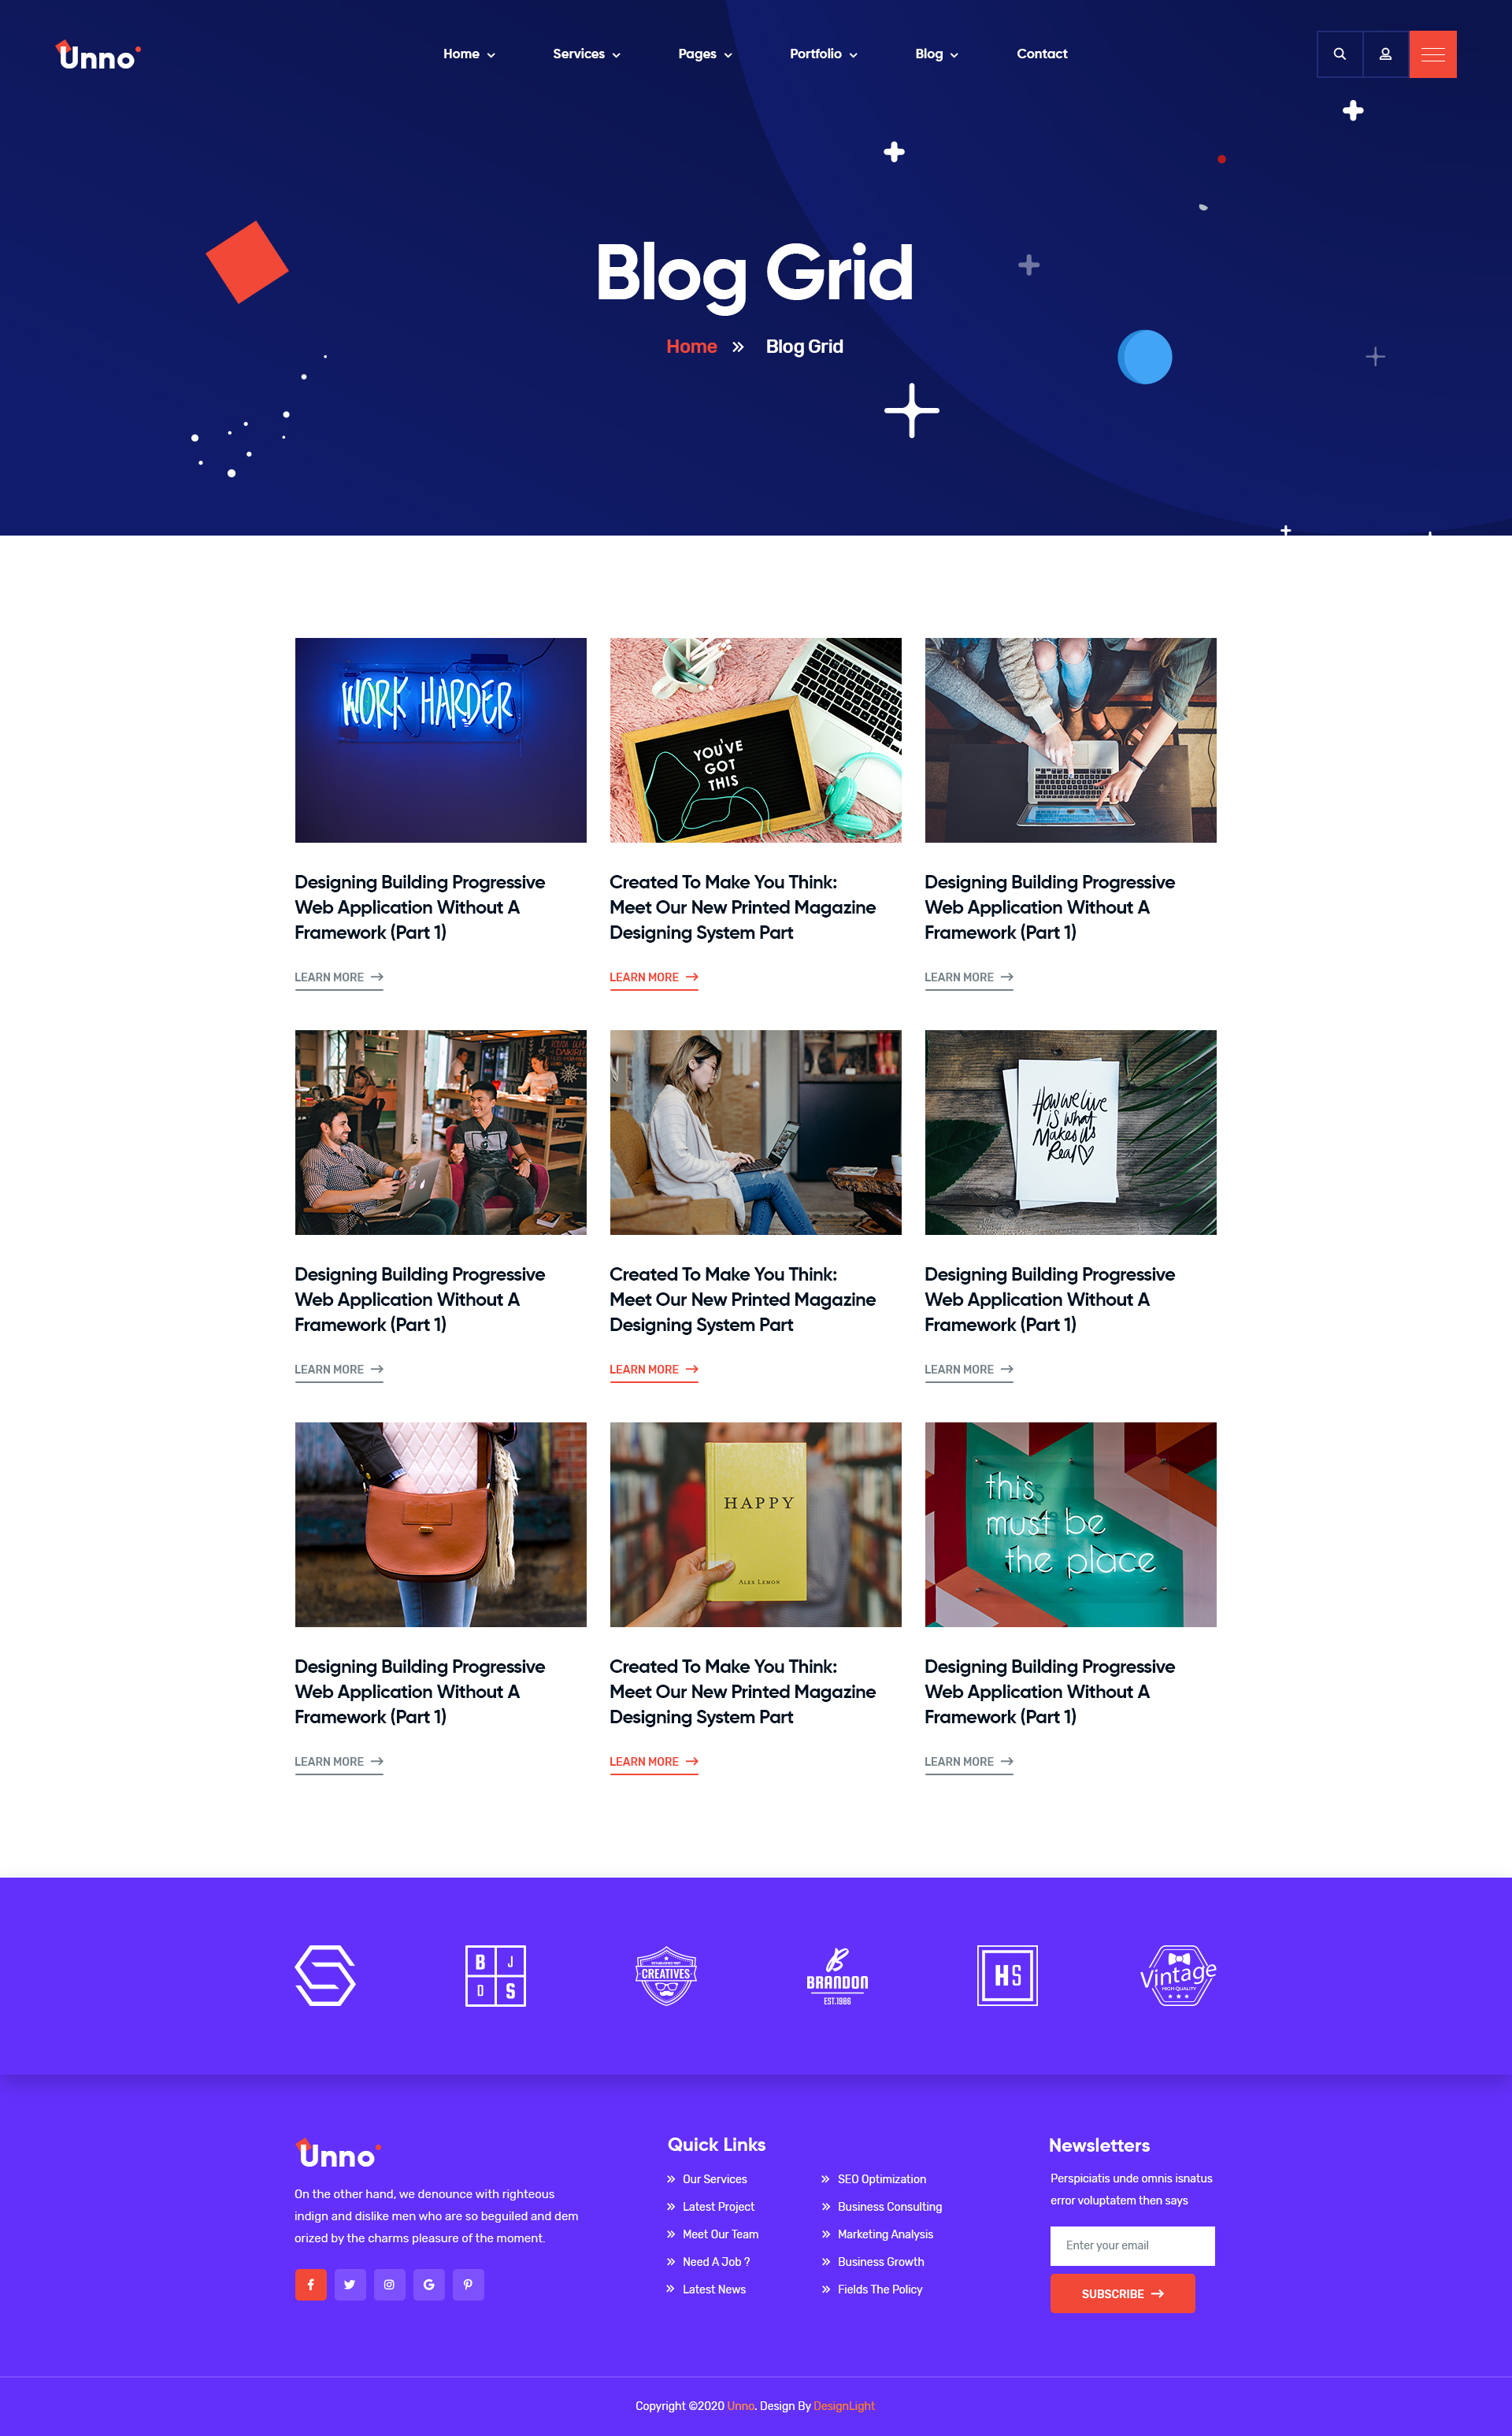 Unno
Home Services Pages Portfolio Blog Contact
Blog Grid
Home » Blog Grid
WORK HARDER
YOU'VE
GOT
THIS
Designing Building Progressive
Web Application Without A
Framework (Part 1)
LEARN MORE
Created To Make You Think:
Meet Our New Printed Magazine
Designing System Part
LEARN MORE
Designing Building Progressive
Web Application Without A
Framework (Part 1)
LEARN MORE
How we live
is what
Makes us
Real
Designing Building Progressive
Web Application Without A
Framework (Part 1)
LEARN MORE
Created To Make You Think:
Meet Our New Printed Magazine
Designing System Part
LEARN MORE
Designing Building Progressive
Web Application Without A
Framework (Part 1)
LEARN MORE
HAPPY
ALEX LEMON
this
must be
the place
Designing Building Progressive
Web Application Without A
Framework (Part 1)
LEARN MORE
Created To Make You Think:
Meet Our New Printed Magazine
Designing System Part
LEARN MORE
Designing Building Progressive
Web Application Without A
Framework (Part 1)
LEARN MORE
B J
D S
CREATIVES
B
BRANDON
EST.1986
HS
Vintage
HIGH QUALITY
Unno
On the other hand, we denounce with righteous
indign and dislike men who are so beguiled and dem
orized by the charms pleasure of the moment.
Quick Links
» Our Services
» Latest Project
» Meet Our Team
» Need A Job ?
» Latest News
» SEO Optimization
» Business Consulting
» Marketing Analysis
» Business Growth
» Fields The Policy
Newsletters
Perspiciatis unde omnis isnatus
error voluptatem then says
Enter your email
SUBSCRIBE
Copyright ©2020 Unno. Design By DesignLight